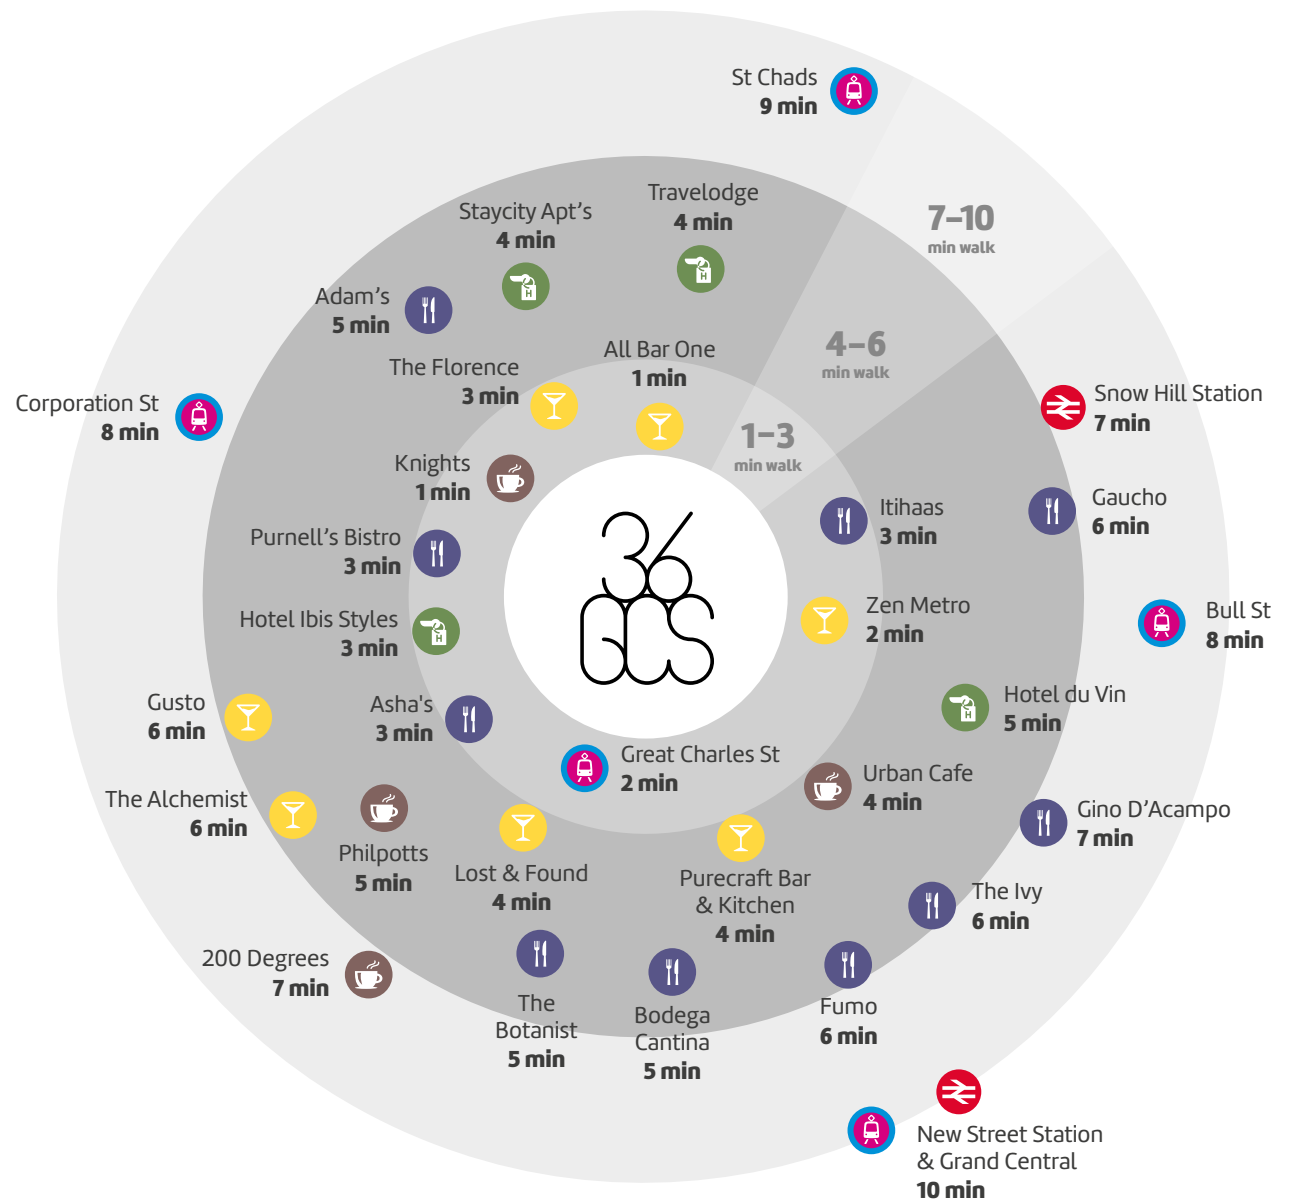 St Chads
9 min
7–10
min walk
Travelodge
4 min
Staycity Apt’s
4 min
Adam’s
5 min
4–6
min walk
All Bar One
1 min
The Florence
3 min
Corporation St
8 min
Snow Hill Station
7 min
1–3
min walk
Knights
1 min
Itihaas
3 min
Gaucho
6 min
Purnell’s Bistro
3 min
36
GCS
Zen Metro
2 min
Bull St
8 min
Hotel Ibis Styles
3 min
H
H
H
H
Hotel du Vin
5 min
Gusto
6 min
Asha's
3 min
Great Charles St
2 min
Urban Cafe
4 min
The Alchemist
6 min
Gino D’Acampo
7 min
Philpotts
5 min
Lost & Found
4 min
Purecraft Bar
& Kitchen
4 min
The Ivy
6 min
200 Degrees
7 min
The
Botanist
5 min
Bodega
Cantina
5 min
Fumo
6 min
New Street Station
& Grand Central
10 min